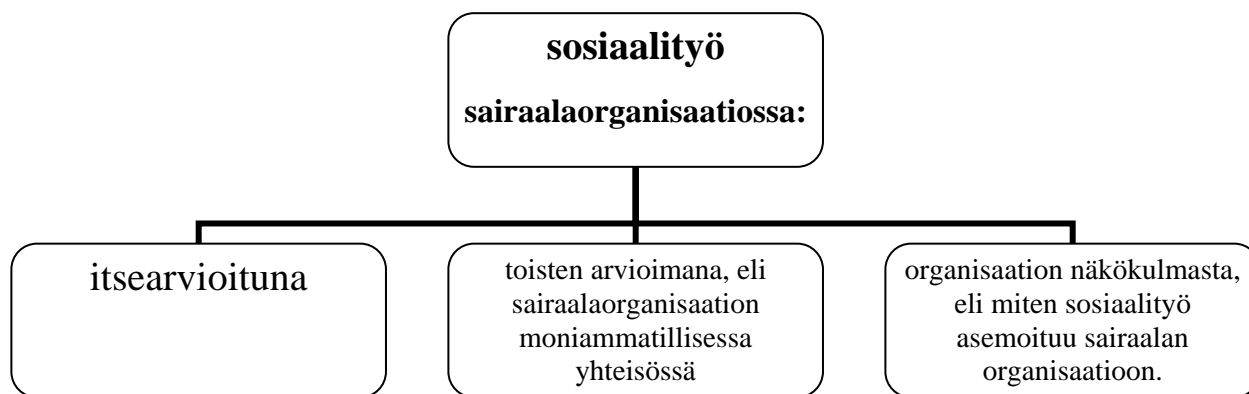 sosiaalityö
sairaalaorganisaatiossa:
itsearvioituna
toisten arvioimana, eli
sairaalaorganisaation
moniammatillisessa
yhteisössä
organisaation näkökulmasta,
eli miten sosiaalityö
asemoituu sairaalan
organisaatioon.